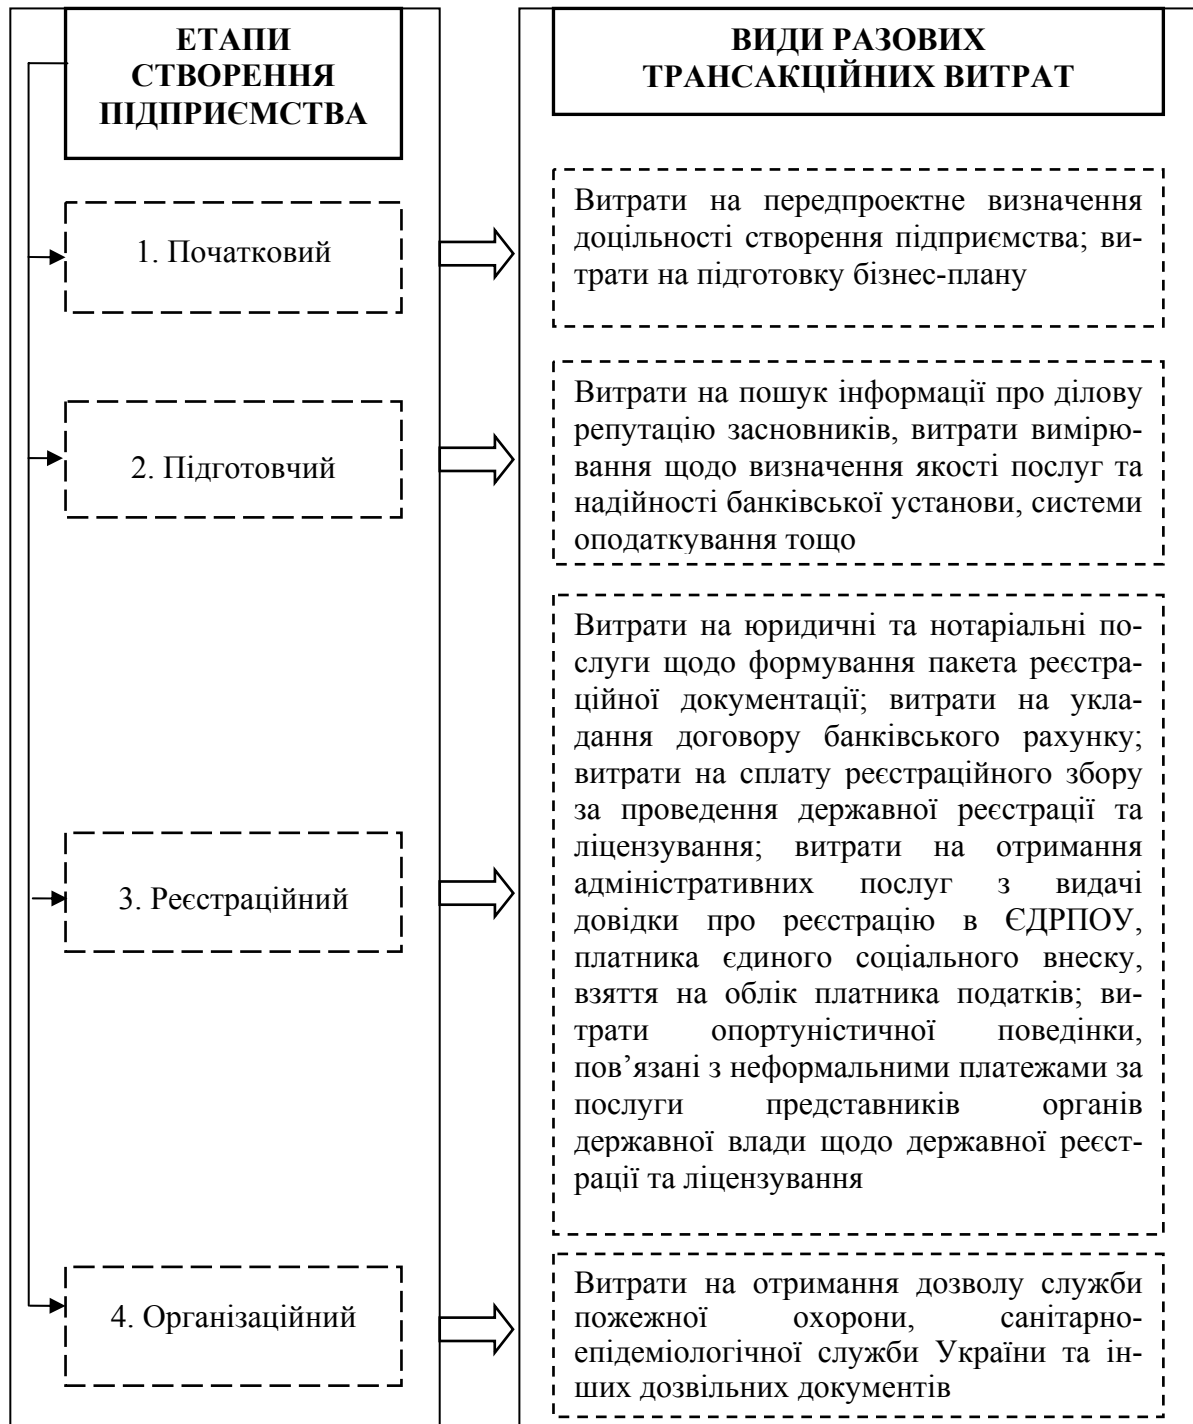 ЕТАПИ
СТВОРЕННЯ
ПІДПРИЄМСТВА
ВИДИ РАЗОВИХ
ТРАНСАКЦІЙНИХ ВИТРАТ
1. Початковий
Витрати на передпроектне визначення
доцільності створення підприємства; ви-
трати на підготовку бізнес-плану
2. Підготовчий
Витрати на пошук інформації про ділову
репутацію засновників, витрати вимірю-
вання щодо визначення якості послуг та
надійності банківської установи, системи
оподаткування тощо
3. Реєстраційний
Витрати на юридичні та нотаріальні по-
слуги щодо формування пакета реєстра-
ційної документації; витрати на укла-
дання договору банківського рахунку;
витрати на сплату реєстраційного збору
за проведення державної реєстрації та
ліцензування; витрати на отримання
адміністративних послуг з видачі
довідки про реєстрацію в ЄДРПОУ,
платника єдиного соціального внеску,
взяття на облік платника податків; ви-
трати опортуністичної поведінки,
пов’язані з неформальними платежами за
послуги представників органів
державної влади щодо державної реєст-
рації та ліцензування
4. Організаційний
Витрати на отримання дозволу служби
пожежної охорони, санітарно-
епідеміологічної служби України та ін-
ших дозвільних документів